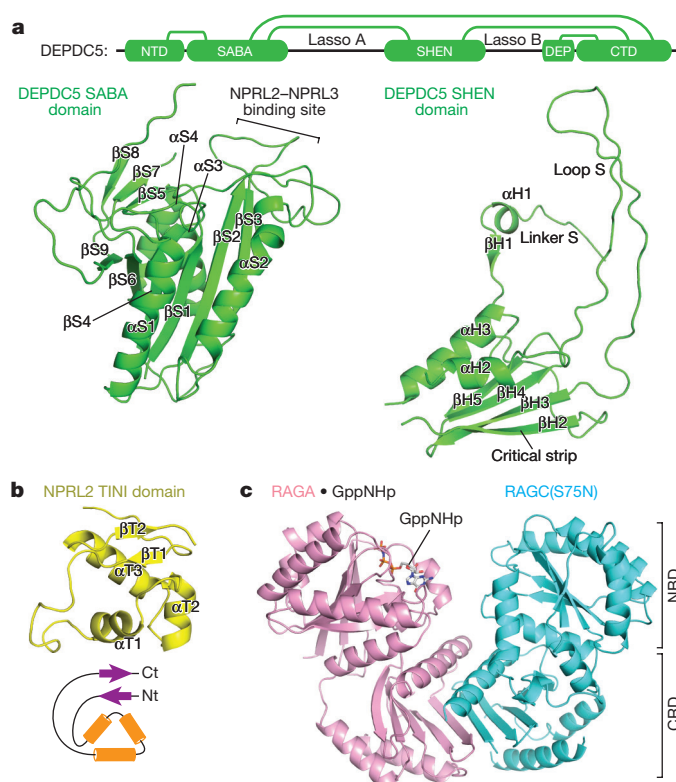 a
DEPDC5:
NTD
SABA
Lasso A
SHEN
Lasso B
DEP
CTD
DEPDC5 SABA
domain
NPRL2–NPRL3
binding site
DEPDC5 SHEN
domain
βS8
βS7
βS5
αS4
αS3
βS3
βS2
αS2
βS9
βS6
βS4
αS1
βS1
Loop S
αH1
Linker S
βH1
αH3
αH2
βH5
βH4
βH3
βH2
Critical strip
b
NPRL2 TINI domain
βT2
βT1
αT3
αT2
αT1
Ct
Nt
c
RAGA • GppNHp
RAGC(S75N)
GppNHp
NBD
CRD